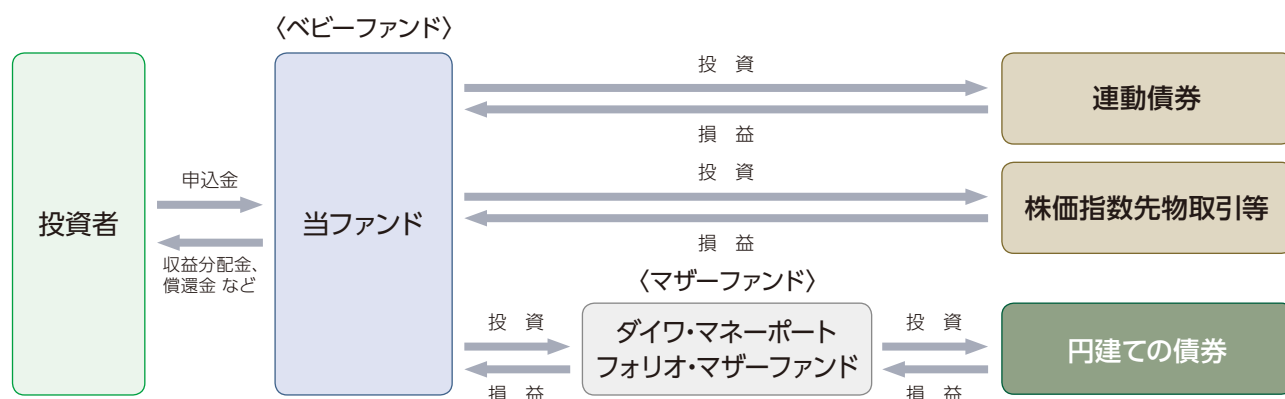 〈ベビーファンド〉
投資者
申込金
収益分配金、
償還金 など
当ファンド
投 資
損 益
連動債券
投 資
損 益
株価指数先物取引等
〈マザーファンド〉
投 資
損 益
ダイワ・マネーポート
フォリオ・マザーファンド
投 資
損 益
円建ての債券